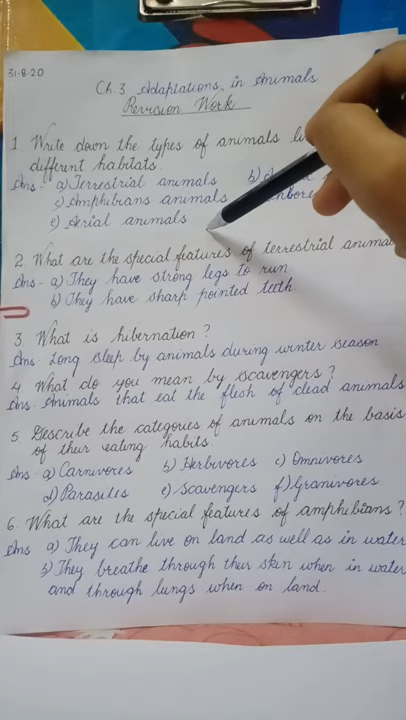 31-8-20
Ch. 3 Adaptations in Animals
Revision Work
1 Write down the types of animals
different habitats.
Ans- a) Terrestrial animals b)
c) Amphibians animals
e) Aerial animals
2. What are the special features of terrestrial animals
Ans- a) They have strong legs to run.
b) They have sharp pointed teeth
3. What is hibernation?
Ans Long sleep by animals during winter season
4. What do you mean by scavengers?
Ans- Animals that eat the flesh of dead animals
5. Describe the categories of animals on the basis
of their eating habits.
Ans- a) Carnivores b) Herbivores c) Omnivores
d) Parasites e) Scavengers f) Granivores
6 What are the special features of amphibians?
Ans a) They can live on land as well as in water
b) They breathe through their skin when in water
and through lungs when on land.